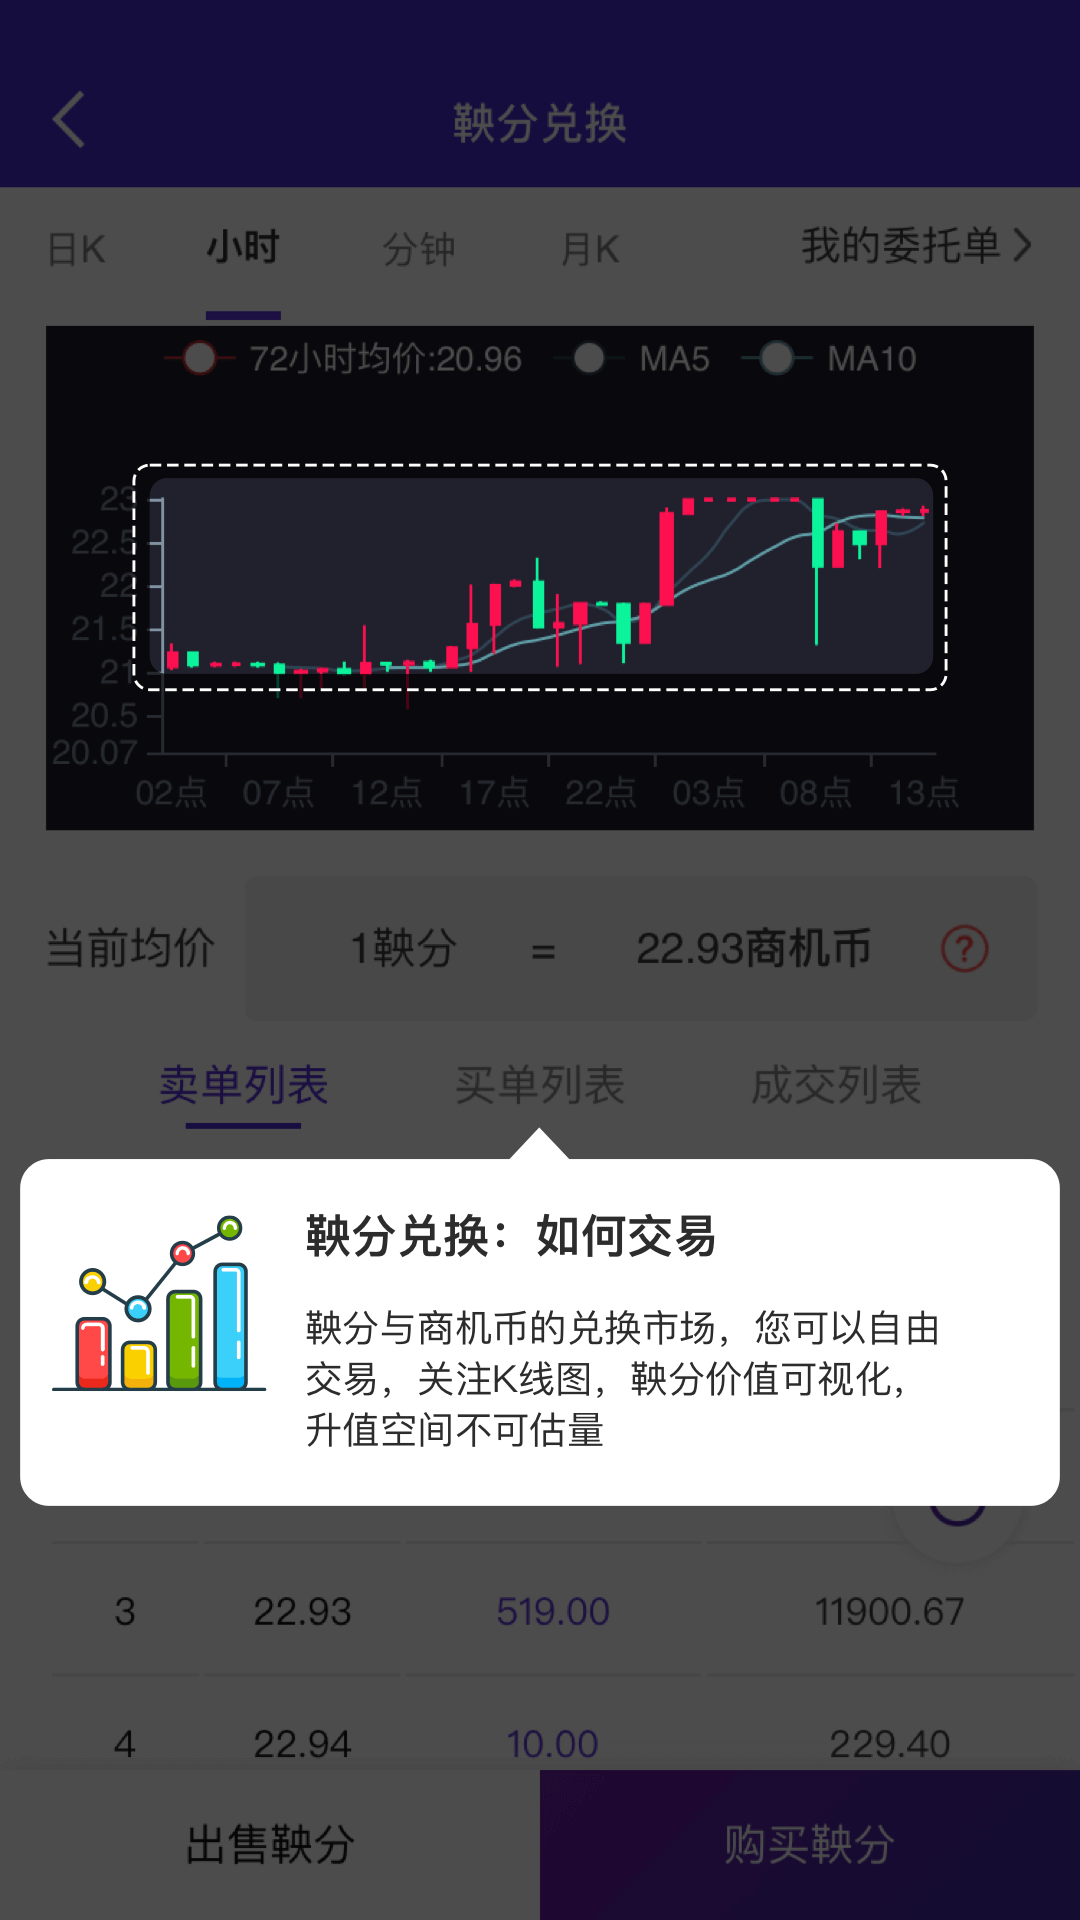 鞅分兑换
日K 小时 分钟 月K 我的委托单
72小时均价:20.96 MA5 MA10
23
22.5
22
21.5
21
20.5
20.07
02点 07点 12点 17点 22点 03点 08点 13点
当前均价 1鞅分 = 22.93商机币 ?
卖单列表 买单列表 成交列表
鞅分兑换：如何交易
鞅分与商机币的兑换市场，您可以自由
交易，关注K线图，鞅分价值可视化，
升值空间不可估量
3 22.93 519.00 11900.67
4 22.94 10.00 229.40
出售鞅分 购买鞅分